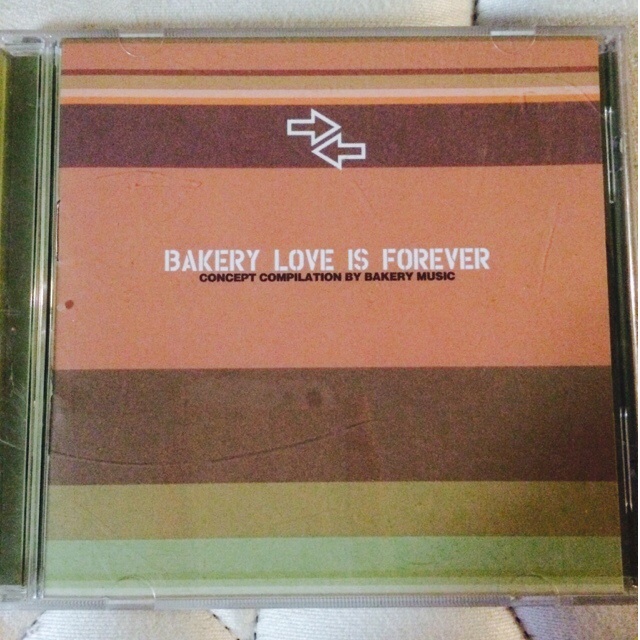 BAKERY LOVE IS FOREVER
CONCEPT COMPILATION BY BAKERY MUSIC